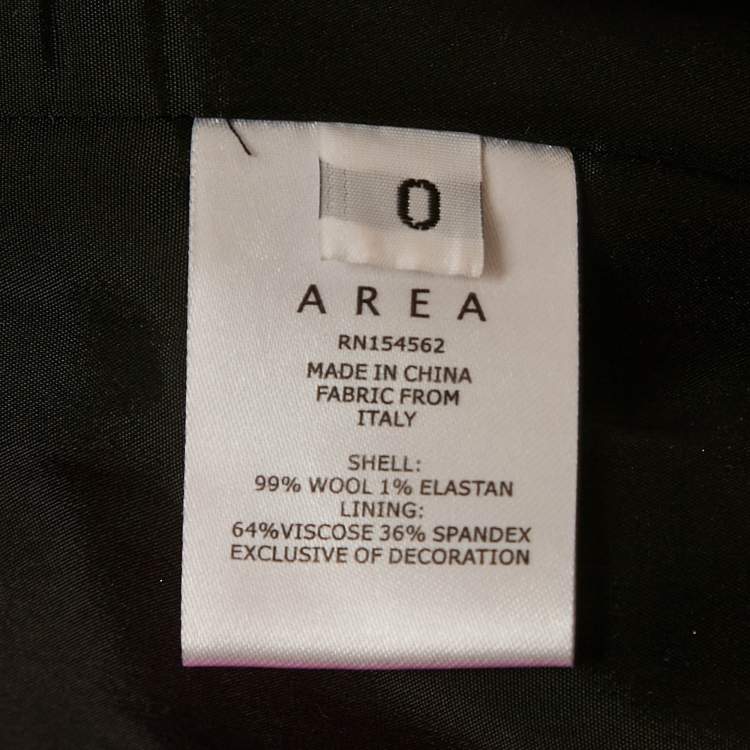 0
AREA
RN154562
MADE IN CHINA
FABRIC FROM
ITALY
SHELL:
99% WOOL 1% ELASTAN
LINING:
64%VISCOSE 36% SPANDEX
EXCLUSIVE OF DECORATION